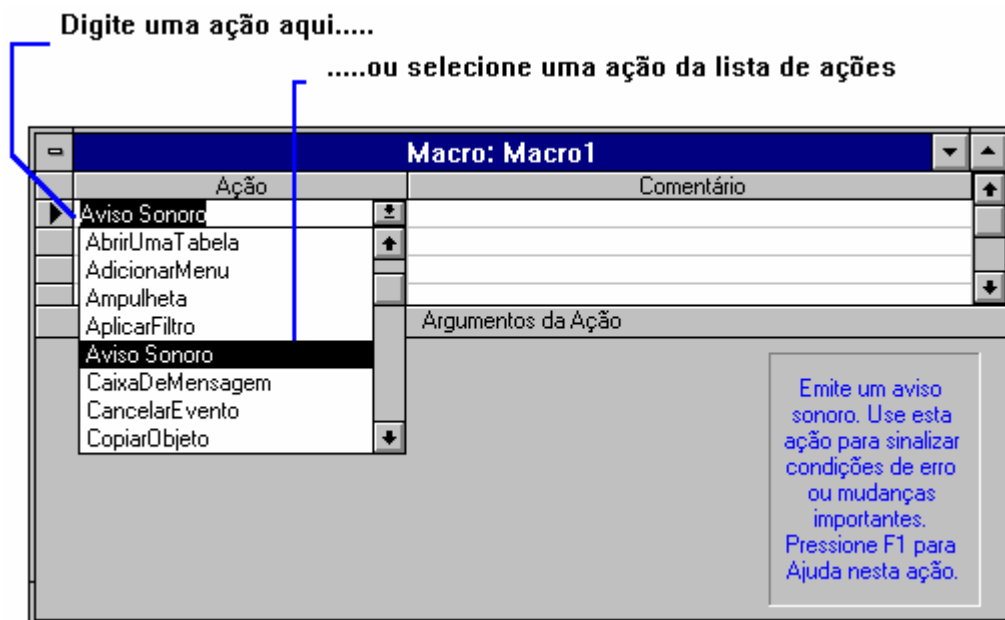 Digite uma ação aqui.....
.....ou selecione uma ação da lista de ações
Macro: Macro1
Ação
Comentário
Aviso Sonoro
AbrirUmaTabela
AdicionarMenu
Ampulheta
AplicarFiltro
Aviso Sonoro
CaixaDeMensagem
CancelarEvento
CopiarObjeto
Argumentos da Ação
Emite um aviso
sonoro. Use esta
ação para sinalizar
condições de erro
ou mudanças
importantes.
Pressione F1 para
Ajuda nesta ação.